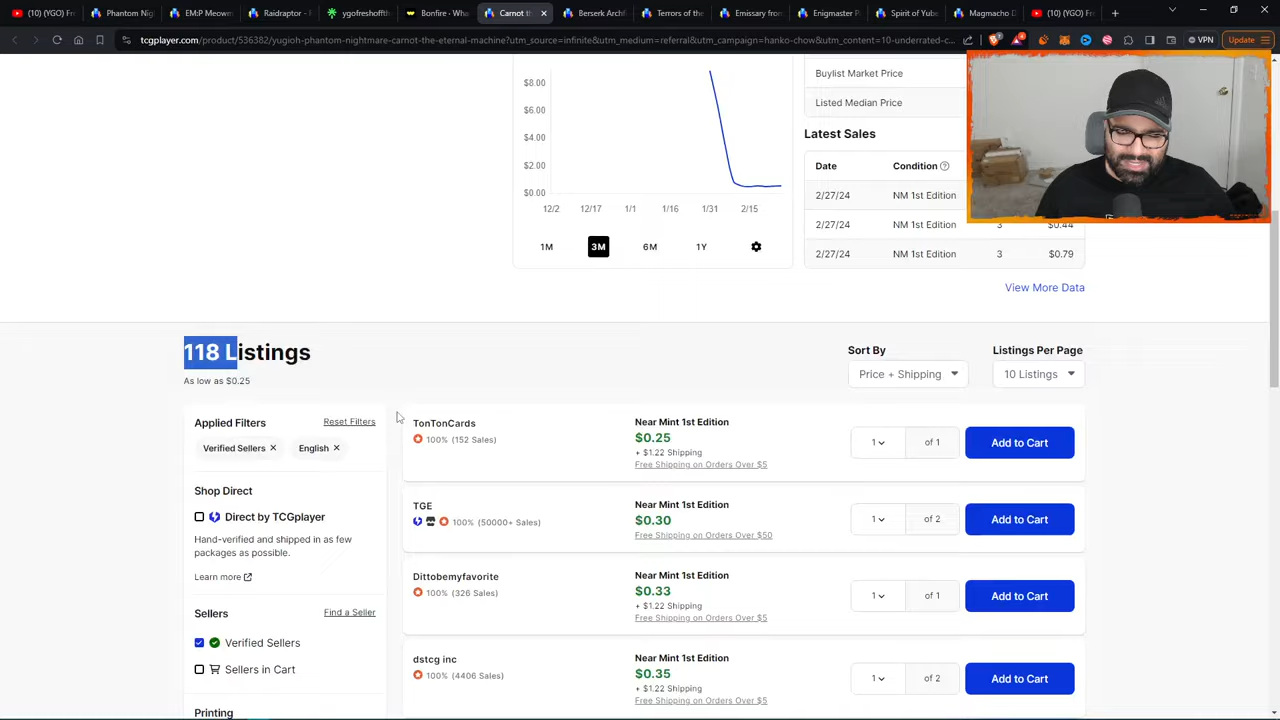 (10) (YGO) Fr
Phantom Nig
EM:P Meowm
Raidraptor - F
ygofreshoffth
Bonfire - Wha
Carnot th
Berserk Archf
Terrors of the
Emissary from
Enigmaster P
Spirit of Yube
Magmacho D
(10) (YGO) Fr
tcgplayer.com/product/536382/yugioh-phantom-nightmare-carnot-the-eternal-machine?utm_source=infinite&utm_medium=referral&utm_campaign=hanko-chow&utm_content=10-underrated-c...
VPN
Update
$8.00
$6.00
$4.00
$2.00
$0.00
12/2 12/17 1/1 1/16 1/31 2/15
1M 3M 6M 1Y
Buylist Market Price
Listed Median Price
Latest Sales
Date Condition
2/27/24 NM 1st Edition
2/27/24 NM 1st Edition 3 $0.44
2/27/24 NM 1st Edition 3 $0.79
View More Data
118 Listings
As low as $0.25
Sort By
Price + Shipping
Listings Per Page
10 Listings
Applied Filters Reset Filters
Verified Sellers English
Shop Direct
Direct by TCGplayer
Hand-verified and shipped in as few
packages as possible.
Learn more
Sellers Find a Seller
Verified Sellers
Sellers in Cart
Printing
TonTonCards
100% (152 Sales)
Near Mint 1st Edition
$0.25
+ $1.22 Shipping
Free Shipping on Orders Over $5
1 of 1 Add to Cart
TGE
100% (50000+ Sales)
Near Mint 1st Edition
$0.30
Free Shipping on Orders Over $50
1 of 2 Add to Cart
Dittobemyfavorite
100% (326 Sales)
Near Mint 1st Edition
$0.33
+ $1.22 Shipping
Free Shipping on Orders Over $5
1 of 1 Add to Cart
dstcg inc
100% (4406 Sales)
Near Mint 1st Edition
$0.35
+ $1.22 Shipping
Free Shipping on Orders Over $5
1 of 2 Add to Cart